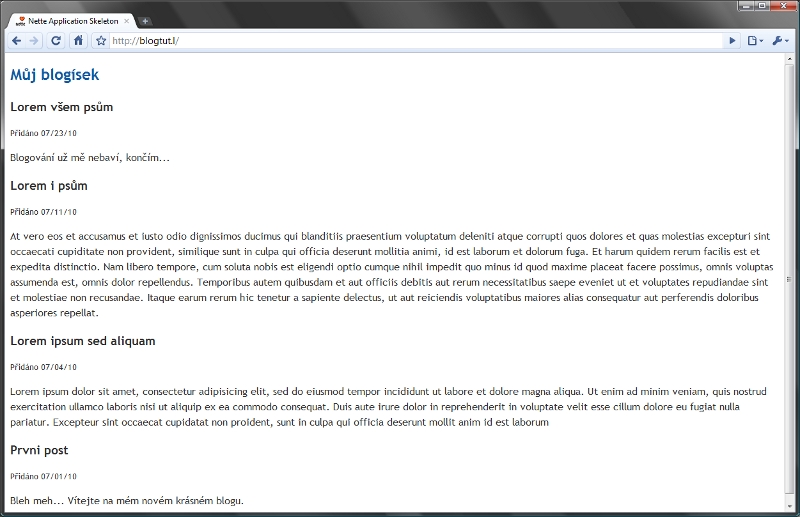 Nette Application Skeleton
http://blogtut.l/
Můj blogísek
Lorem všem psům
Přidáno 07/23/10
Blogování už mě nebaví, končím...
Lorem i psům
Přidáno 07/11/10
At vero eos et accusamus et iusto odio dignissimos ducimus qui blanditiis praesentium voluptatum deleniti atque corrupti quos dolores et quas molestias excepturi sint
occaecati cupiditate non provident, similique sunt in culpa qui officia deserunt mollitia animi, id est laborum et dolorum fuga. Et harum quidem rerum facilis est et
expedita distinctio. Nam libero tempore, cum soluta nobis est eligendi optio cumque nihil impedit quo minus id quod maxime placeat facere possimus, omnis voluptas
assumenda est, omnis dolor repellendus. Temporibus autem quibusdam et aut officiis debitis aut rerum necessitatibus saepe eveniet ut et voluptates repudiandae sint
et molestiae non recusandae. Itaque earum rerum hic tenetur a sapiente delectus, ut aut reiciendis voluptatibus maiores alias consequatur aut perferendis doloribus
asperiores repellat.
Lorem ipsum sed aliquam
Přidáno 07/04/10
Lorem ipsum dolor sit amet, consectetur adipisicing elit, sed do eiusmod tempor incididunt ut labore et dolore magna aliqua. Ut enim ad minim veniam, quis nostrud
exercitation ullamco laboris nisi ut aliquip ex ea commodo consequat. Duis aute irure dolor in reprehenderit in voluptate velit esse cillum dolore eu fugiat nulla
pariatur. Excepteur sint occaecat cupidatat non proident, sunt in culpa qui officia deserunt mollit anim id est laborum
Prvni post
Přidáno 07/01/10
Bleh meh... Vítejte na mém novém krásném blogu.